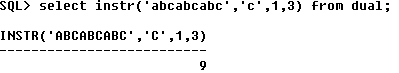 SQL> select instr('abcabcabc','c',1,3) from dual;
INSTR('ABCABCABC','C',1,3)
--------------------------
9